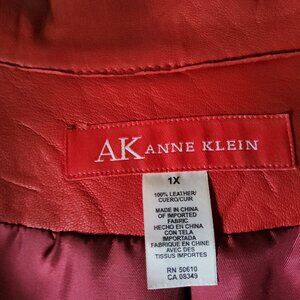 AK ANNE KLEIN
1X
100% LEATHER/
CUERO/CUIR
MADE IN CHINA
OF IMPORTED
FABRIC
HECHO EN CHINA
CON TELA
IMPORTADA
FABRIQUE EN CHINE
AVEC DES
TISSUS IMPORTES
RN 50610
CA 08349